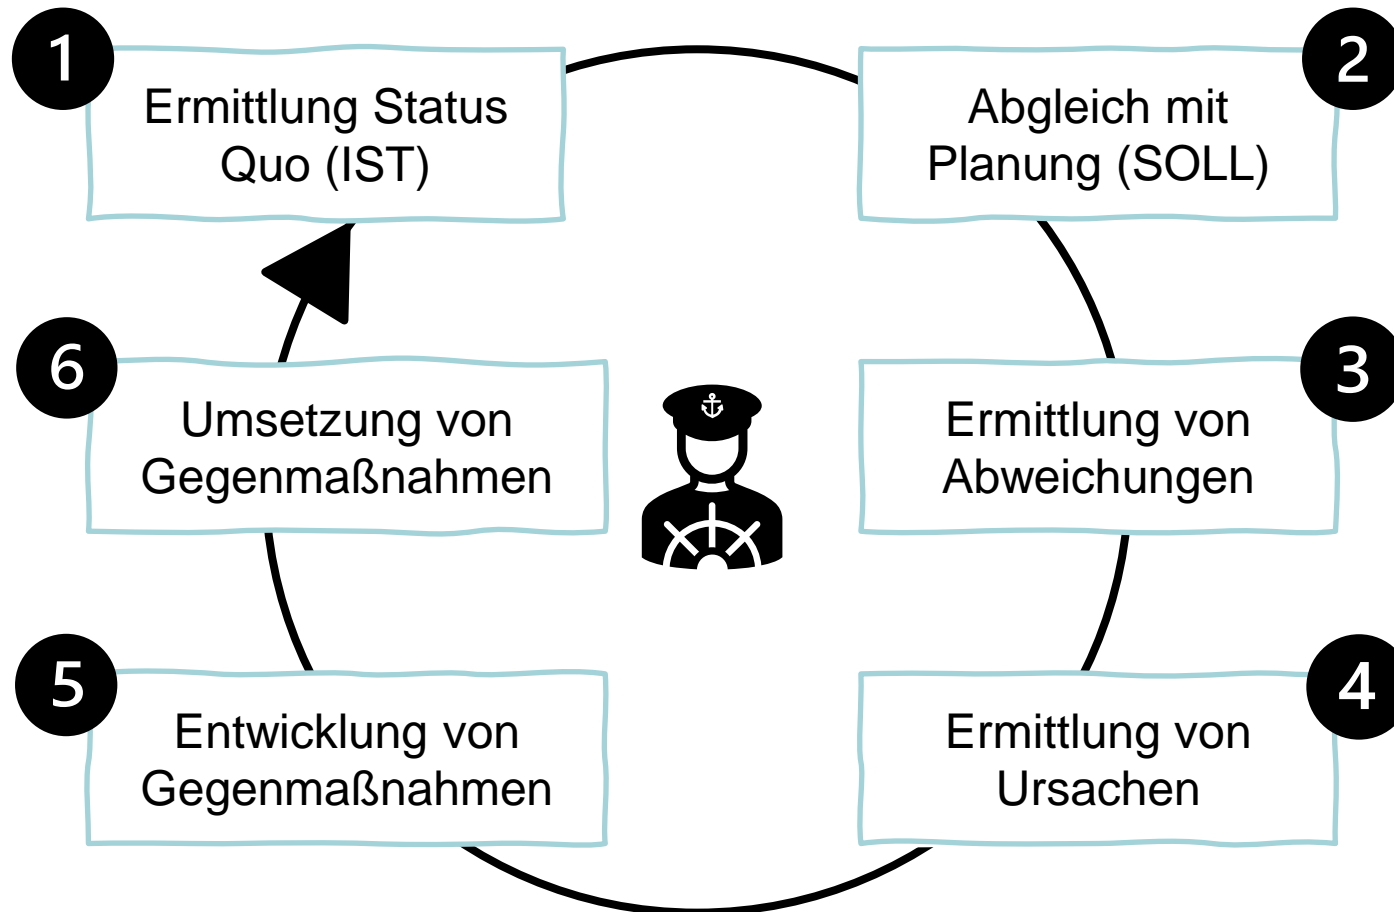 1
Ermittlung Status
Quo (IST)
2
Abgleich mit
Planung (SOLL)
3
Ermittlung von
Abweichungen
4
Ermittlung von
Ursachen
5
Entwicklung von
Gegenmaßnahmen
6
Umsetzung von
Gegenmaßnahmen